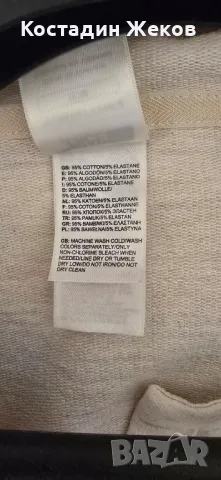 Костадин Жеков
GB: 95% COTTON/5% ELASTANE
E: 95% ALGODÓN/5% ELASTANO
P: 95% ALGODÃO/5% ELASTANO
I: 95% COTONE/5% ELASTANE
D: 95% BAUMWOLLE/
5% ELASTHAN
NL: 95% KATOEN/5% ELASTAAN
F: 95% COTON/5% ELASTHANNE
RU: 95% ХЛОПОК/5% ЭЛАСТЕН
TR: 95% PAMUK/5% ELASTAN
GR: 95% ΒΑΜΒΑΚΙ/5% ΕΛΑΣΤΑΝΗ
PL: 95% BAWEŁNA/5% ELASTYNA
GB: MACHINE WASH COLD/WASH
COLORS SEPARATELY/ONLY
NON-CHLORINE BLEACH WHEN
NEEDED/LINE DRY OR TUMBLE
DRY LOW/DO NOT IRON/DO NOT
DRY CLEAN
BAZAR